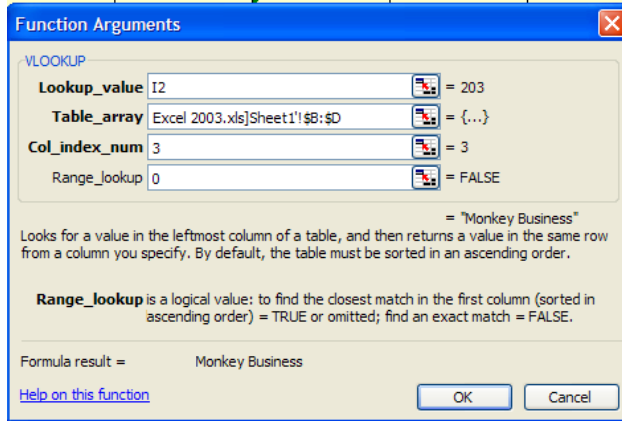 Function Arguments
VLOOKUP
Lookup_value I2 = 203
Table_array Excel 2003.xls]Sheet1'!$B:$D = {...}
Col_index_num 3 = 3
Range_lookup 0 = FALSE
= "Monkey Business"
Looks for a value in the leftmost column of a table, and then returns a value in the same row
from a column you specify. By default, the table must be sorted in an ascending order.
Range_lookup is a logical value: to find the closest match in the first column (sorted in
ascending order) = TRUE or omitted; find an exact match = FALSE.
Formula result = Monkey Business
Help on this function OK Cancel